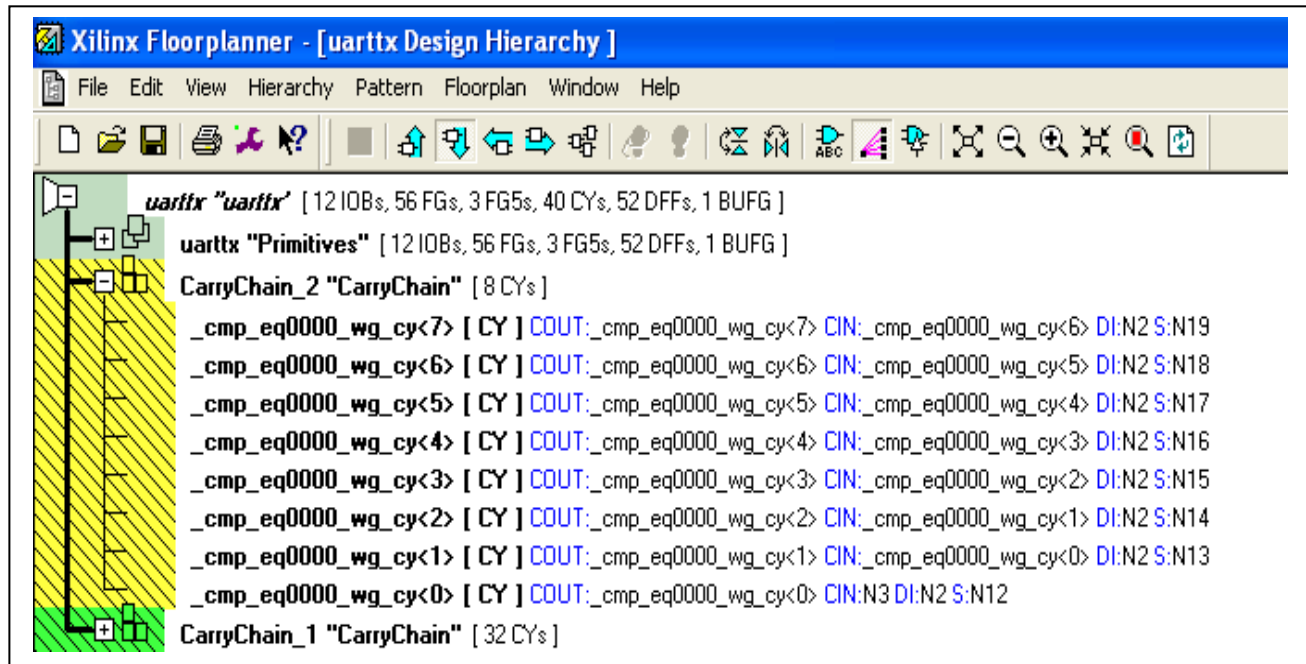 Xilinx Floorplanner - [uarttx Design Hierarchy ]
File Edit View Hierarchy Pattern Floorplan Window Help
ABC
uarttx "uarttx" [ 12 IOBs, 56 FGs, 3 FG5s, 40 CYs, 52 DFFs, 1 BUFG ]
uarttx "Primitives" [ 12 IOBs, 56 FGs, 3 FG5s, 52 DFFs, 1 BUFG ]
CarryChain_2 "CarryChain" [ 8 CYs ]
_cmp_eq0000_wg_cy<7> [ CY ] COUT:_cmp_eq0000_wg_cy<7> CIN:_cmp_eq0000_wg_cy<6> DI:N2 S:N19
_cmp_eq0000_wg_cy<6> [ CY ] COUT:_cmp_eq0000_wg_cy<6> CIN:_cmp_eq0000_wg_cy<5> DI:N2 S:N18
_cmp_eq0000_wg_cy<5> [ CY ] COUT:_cmp_eq0000_wg_cy<5> CIN:_cmp_eq0000_wg_cy<4> DI:N2 S:N17
_cmp_eq0000_wg_cy<4> [ CY ] COUT:_cmp_eq0000_wg_cy<4> CIN:_cmp_eq0000_wg_cy<3> DI:N2 S:N16
_cmp_eq0000_wg_cy<3> [ CY ] COUT:_cmp_eq0000_wg_cy<3> CIN:_cmp_eq0000_wg_cy<2> DI:N2 S:N15
_cmp_eq0000_wg_cy<2> [ CY ] COUT:_cmp_eq0000_wg_cy<2> CIN:_cmp_eq0000_wg_cy<1> DI:N2 S:N14
_cmp_eq0000_wg_cy<1> [ CY ] COUT:_cmp_eq0000_wg_cy<1> CIN:_cmp_eq0000_wg_cy<0> DI:N2 S:N13
_cmp_eq0000_wg_cy<0> [ CY ] COUT:_cmp_eq0000_wg_cy<0> CIN:N3 DI:N2 S:N12
CarryChain_1 "CarryChain" [ 32 CYs ]